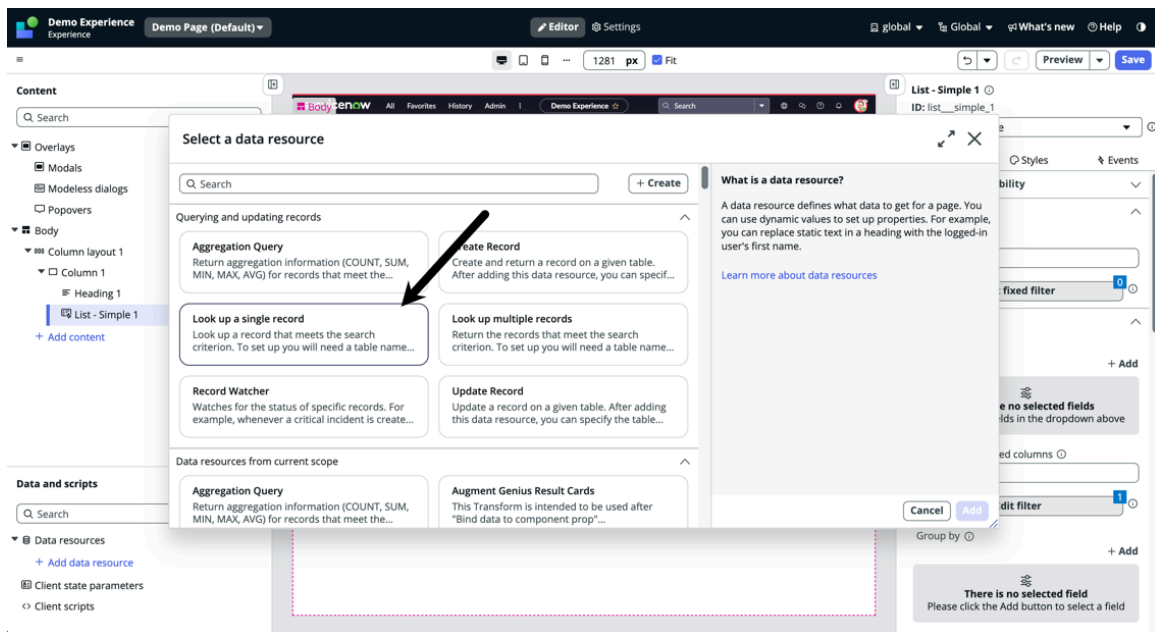 Demo Experience
Experience
Demo Page (Default)
Editor
Settings
global
Global
What's new
Help
1281 px
Fit
Preview
Save
Content
Search
Overlays
Modals
Modeless dialogs
Popovers
Body
Column layout 1
Column 1
Heading 1
List - Simple 1
+ Add content
Data and scripts
Search
Data resources
+ Add data resource
Client state parameters
Client scripts
Body
cenow
All
Favorites
History
Admin
Demo Experience
Search
Select a data resource
Search
+ Create
Querying and updating records
Aggregation Query
Return aggregation information (COUNT, SUM,
MIN, MAX, AVG) for records that meet the...
Create and return a record on a given table.
After adding this data resource, you can specif...
Look up a single record
Look up a record that meets the search
criterion. To set up you will need a table name...
Look up multiple records
Return the records that meet the search
criterion. To set up you will need a table name...
Record Watcher
Watches for the status of specific records. For
example, whenever a critical incident is create...
Update Record
Update a record on a given table. After adding
this data resource, you can specify the table...
Data resources from current scope
Aggregation Query
Return aggregation information (COUNT, SUM,
MIN, MAX, AVG) for records that meet the...
Augment Genius Result Cards
This Transform is intended to be used after
"Bind data to component prop"...
What is a data resource?
A data resource defines what data to get for a page. You
can use dynamic values to set up properties. For example,
you can replace static text in a heading with the logged-in
user's first name.
Learn more about data resources
Cancel
Add
List - Simple 1
ID: list__simple_1
Styles
Events
bility
fixed filter
0
+ Add
e no selected fields
lds in the dropdown above
ed columns
dit filter
1
Group by
+ Add
There is no selected field
Please click the Add button to select a field